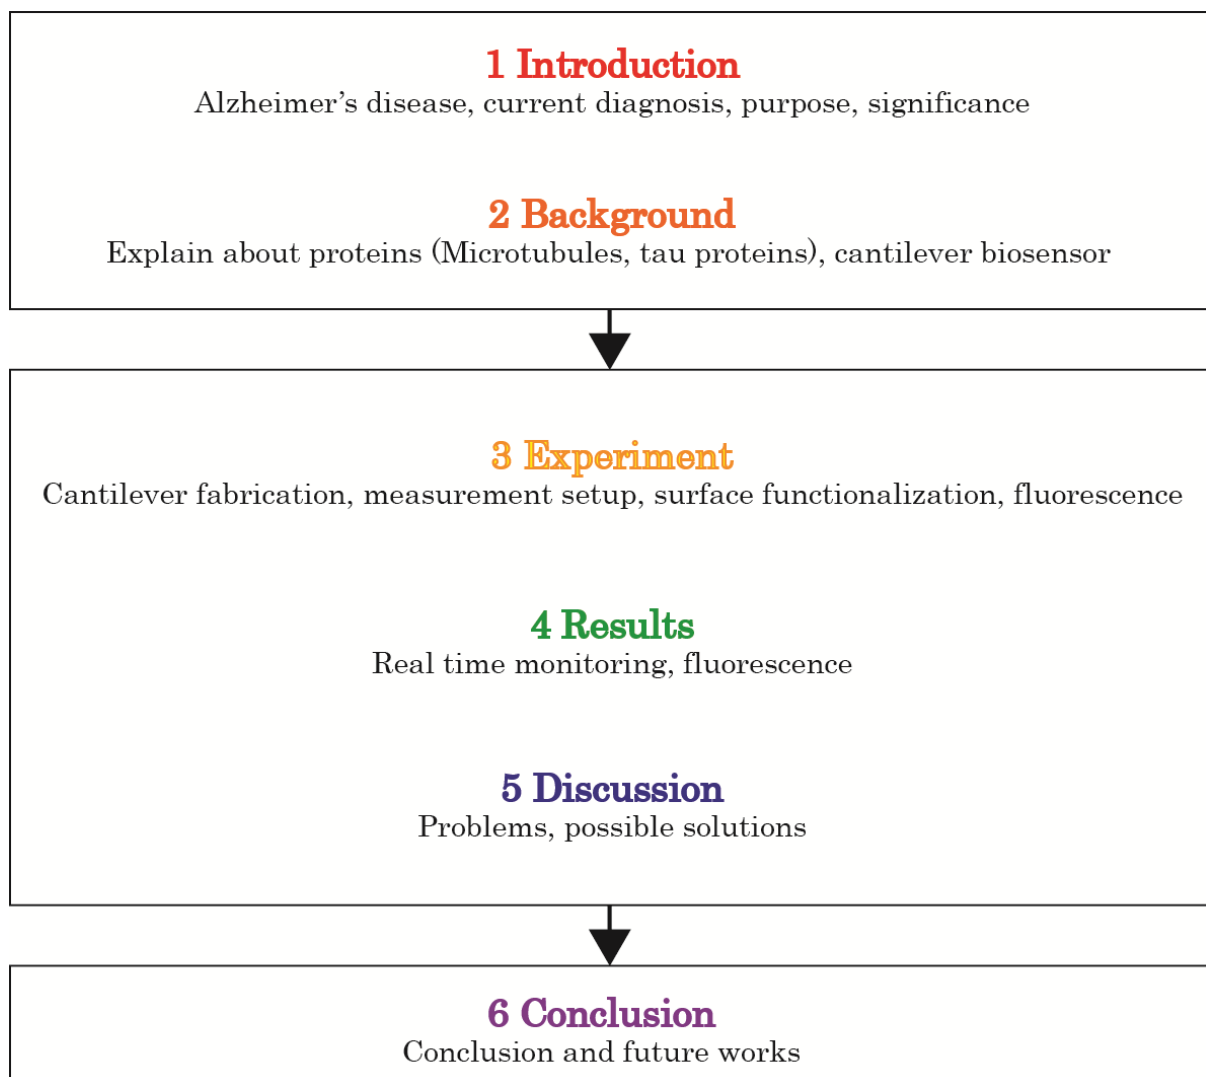 1 Introduction
Alzheimer’s disease, current diagnosis, purpose, significance
2 Background
Explain about proteins (Microtubules, tau proteins), cantilever biosensor
3 Experiment
Cantilever fabrication, measurement setup, surface functionalization, fluorescence
4 Results
Real time monitoring, fluorescence
5 Discussion
Problems, possible solutions
6 Conclusion
Conclusion and future works